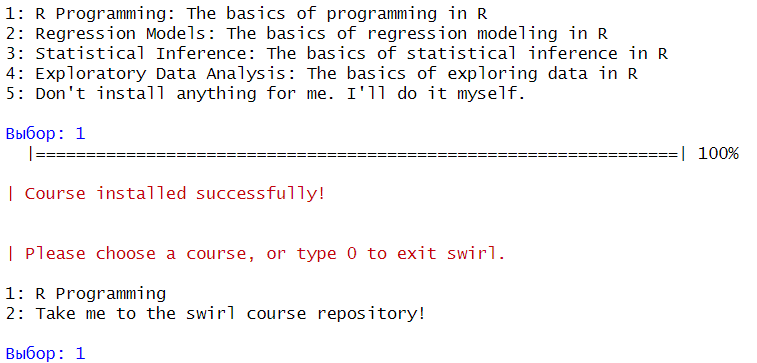 1: R Programming: The basics of programming in R
2: Regression Models: The basics of regression modeling in R
3: Statistical Inference: The basics of statistical inference in R
4: Exploratory Data Analysis: The basics of exploring data in R
5: Don't install anything for me. I'll do it myself.
Выбор: 1
|================================================================| 100%
| Course installed successfully!
| Please choose a course, or type 0 to exit swirl.
1: R Programming
2: Take me to the swirl course repository!
Выбор: 1